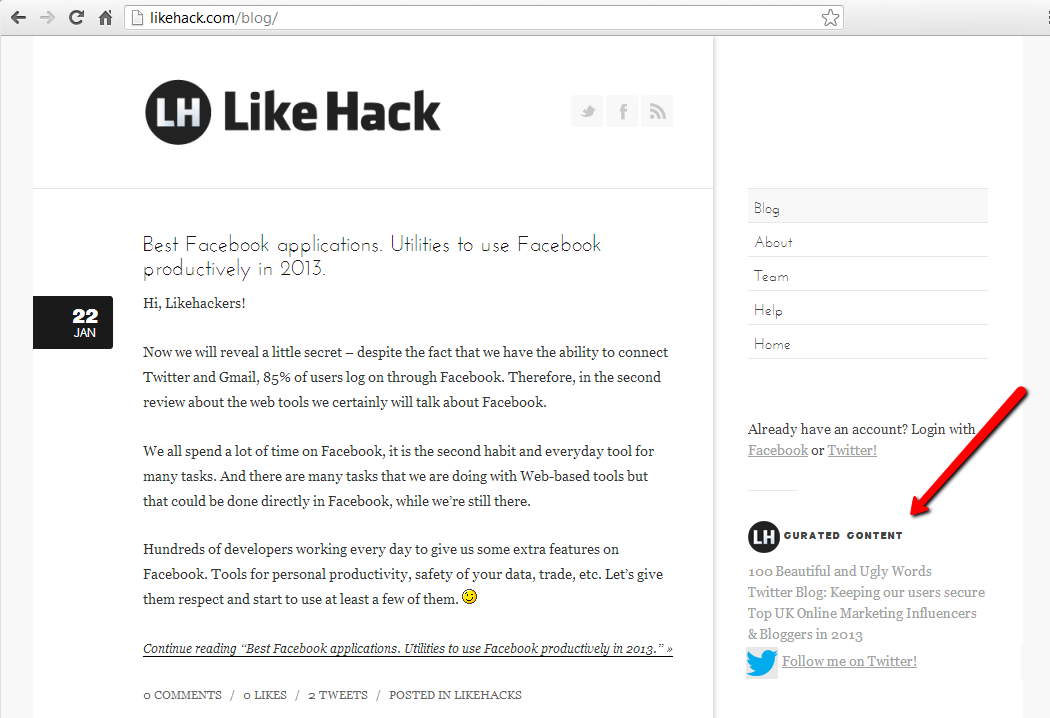 likehack.com/blog/
LH Like Hack
Best Facebook applications. Utilities to use Facebook
productively in 2013.
22
JAN
Hi, Likehackers!
Now we will reveal a little secret – despite the fact that we have the ability to connect
Twitter and Gmail, 85% of users log on through Facebook. Therefore, in the second
review about the web tools we certainly will talk about Facebook.
We all spend a lot of time on Facebook, it is the second habit and everyday tool for
many tasks. And there are many tasks that we are doing with Web-based tools but
that could be done directly in Facebook, while we're still there.
Hundreds of developers working every day to give us some extra features on
Facebook. Tools for personal productivity, safety of your data, trade, etc. Let's give
them respect and start to use at least a few of them.
Continue reading “Best Facebook applications. Utilities to use Facebook productively in 2013.” »
0 COMMENTS / 0 LIKES / 2 TWEETS / POSTED IN LIKEHACKS
Blog
About
Team
Help
Home
Already have an account? Login with
Facebook or Twitter!
LH CURATED CONTENT
100 Beautiful and Ugly Words
Twitter Blog: Keeping our users secure
Top UK Online Marketing Influencers
& Bloggers in 2013
Follow me on Twitter!